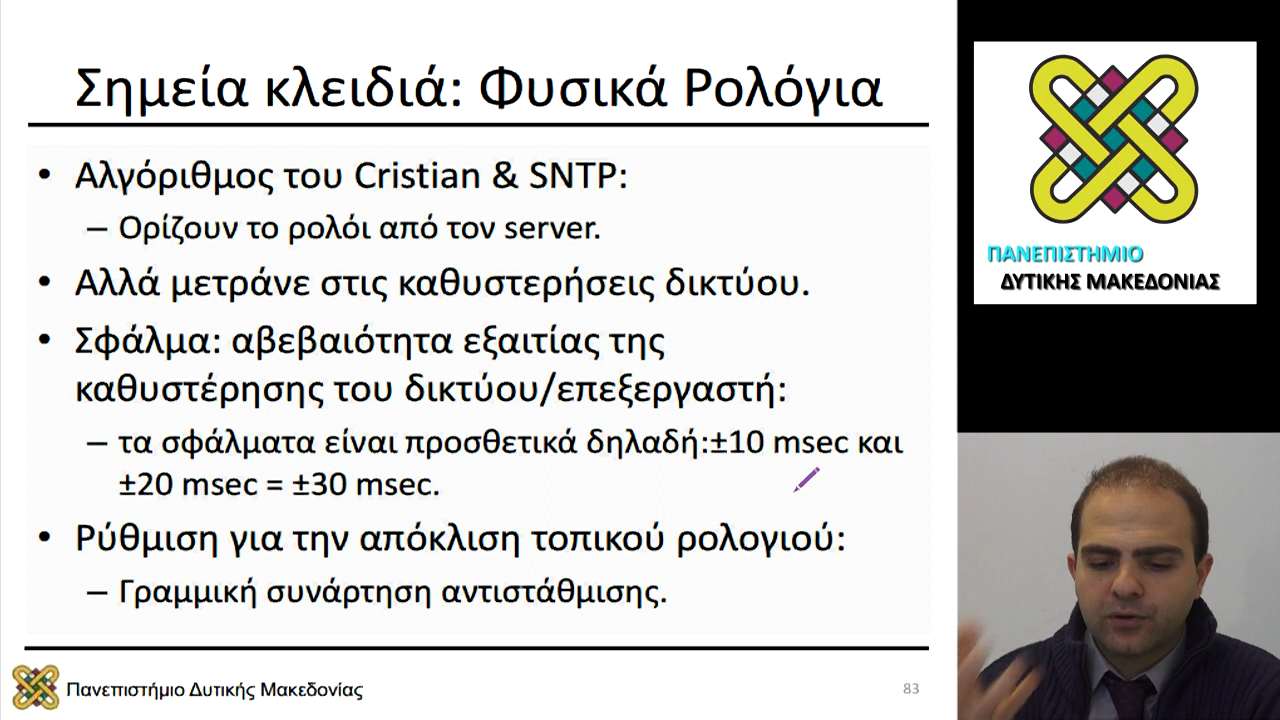 Σημεία κλειδιά: Φυσικά Ρολόγια
• Αλγόριθμος του Cristian & SNTP:
– Ορίζουν το ρολόι από τον server.
• Αλλά μετράνε στις καθυστερήσεις δικτύου.
• Σφάλμα: αβεβαιότητα εξαιτίας της
καθυστέρησης του δικτύου/επεξεργαστή:
– τα σφάλματα είναι προσθετικά δηλαδή:±10 msec και
±20 msec = ±30 msec.
• Ρύθμιση για την απόκλιση τοπικού ρολογιού:
– Γραμμική συνάρτηση αντιστάθμισης.
Πανεπιστήμιο Δυτικής Μακεδονίας
83
ΠΑΝΕΠΙΣΤΗΜΙΟ
ΔΥΤΙΚΗΣ ΜΑΚΕΔΟΝΙΑΣ